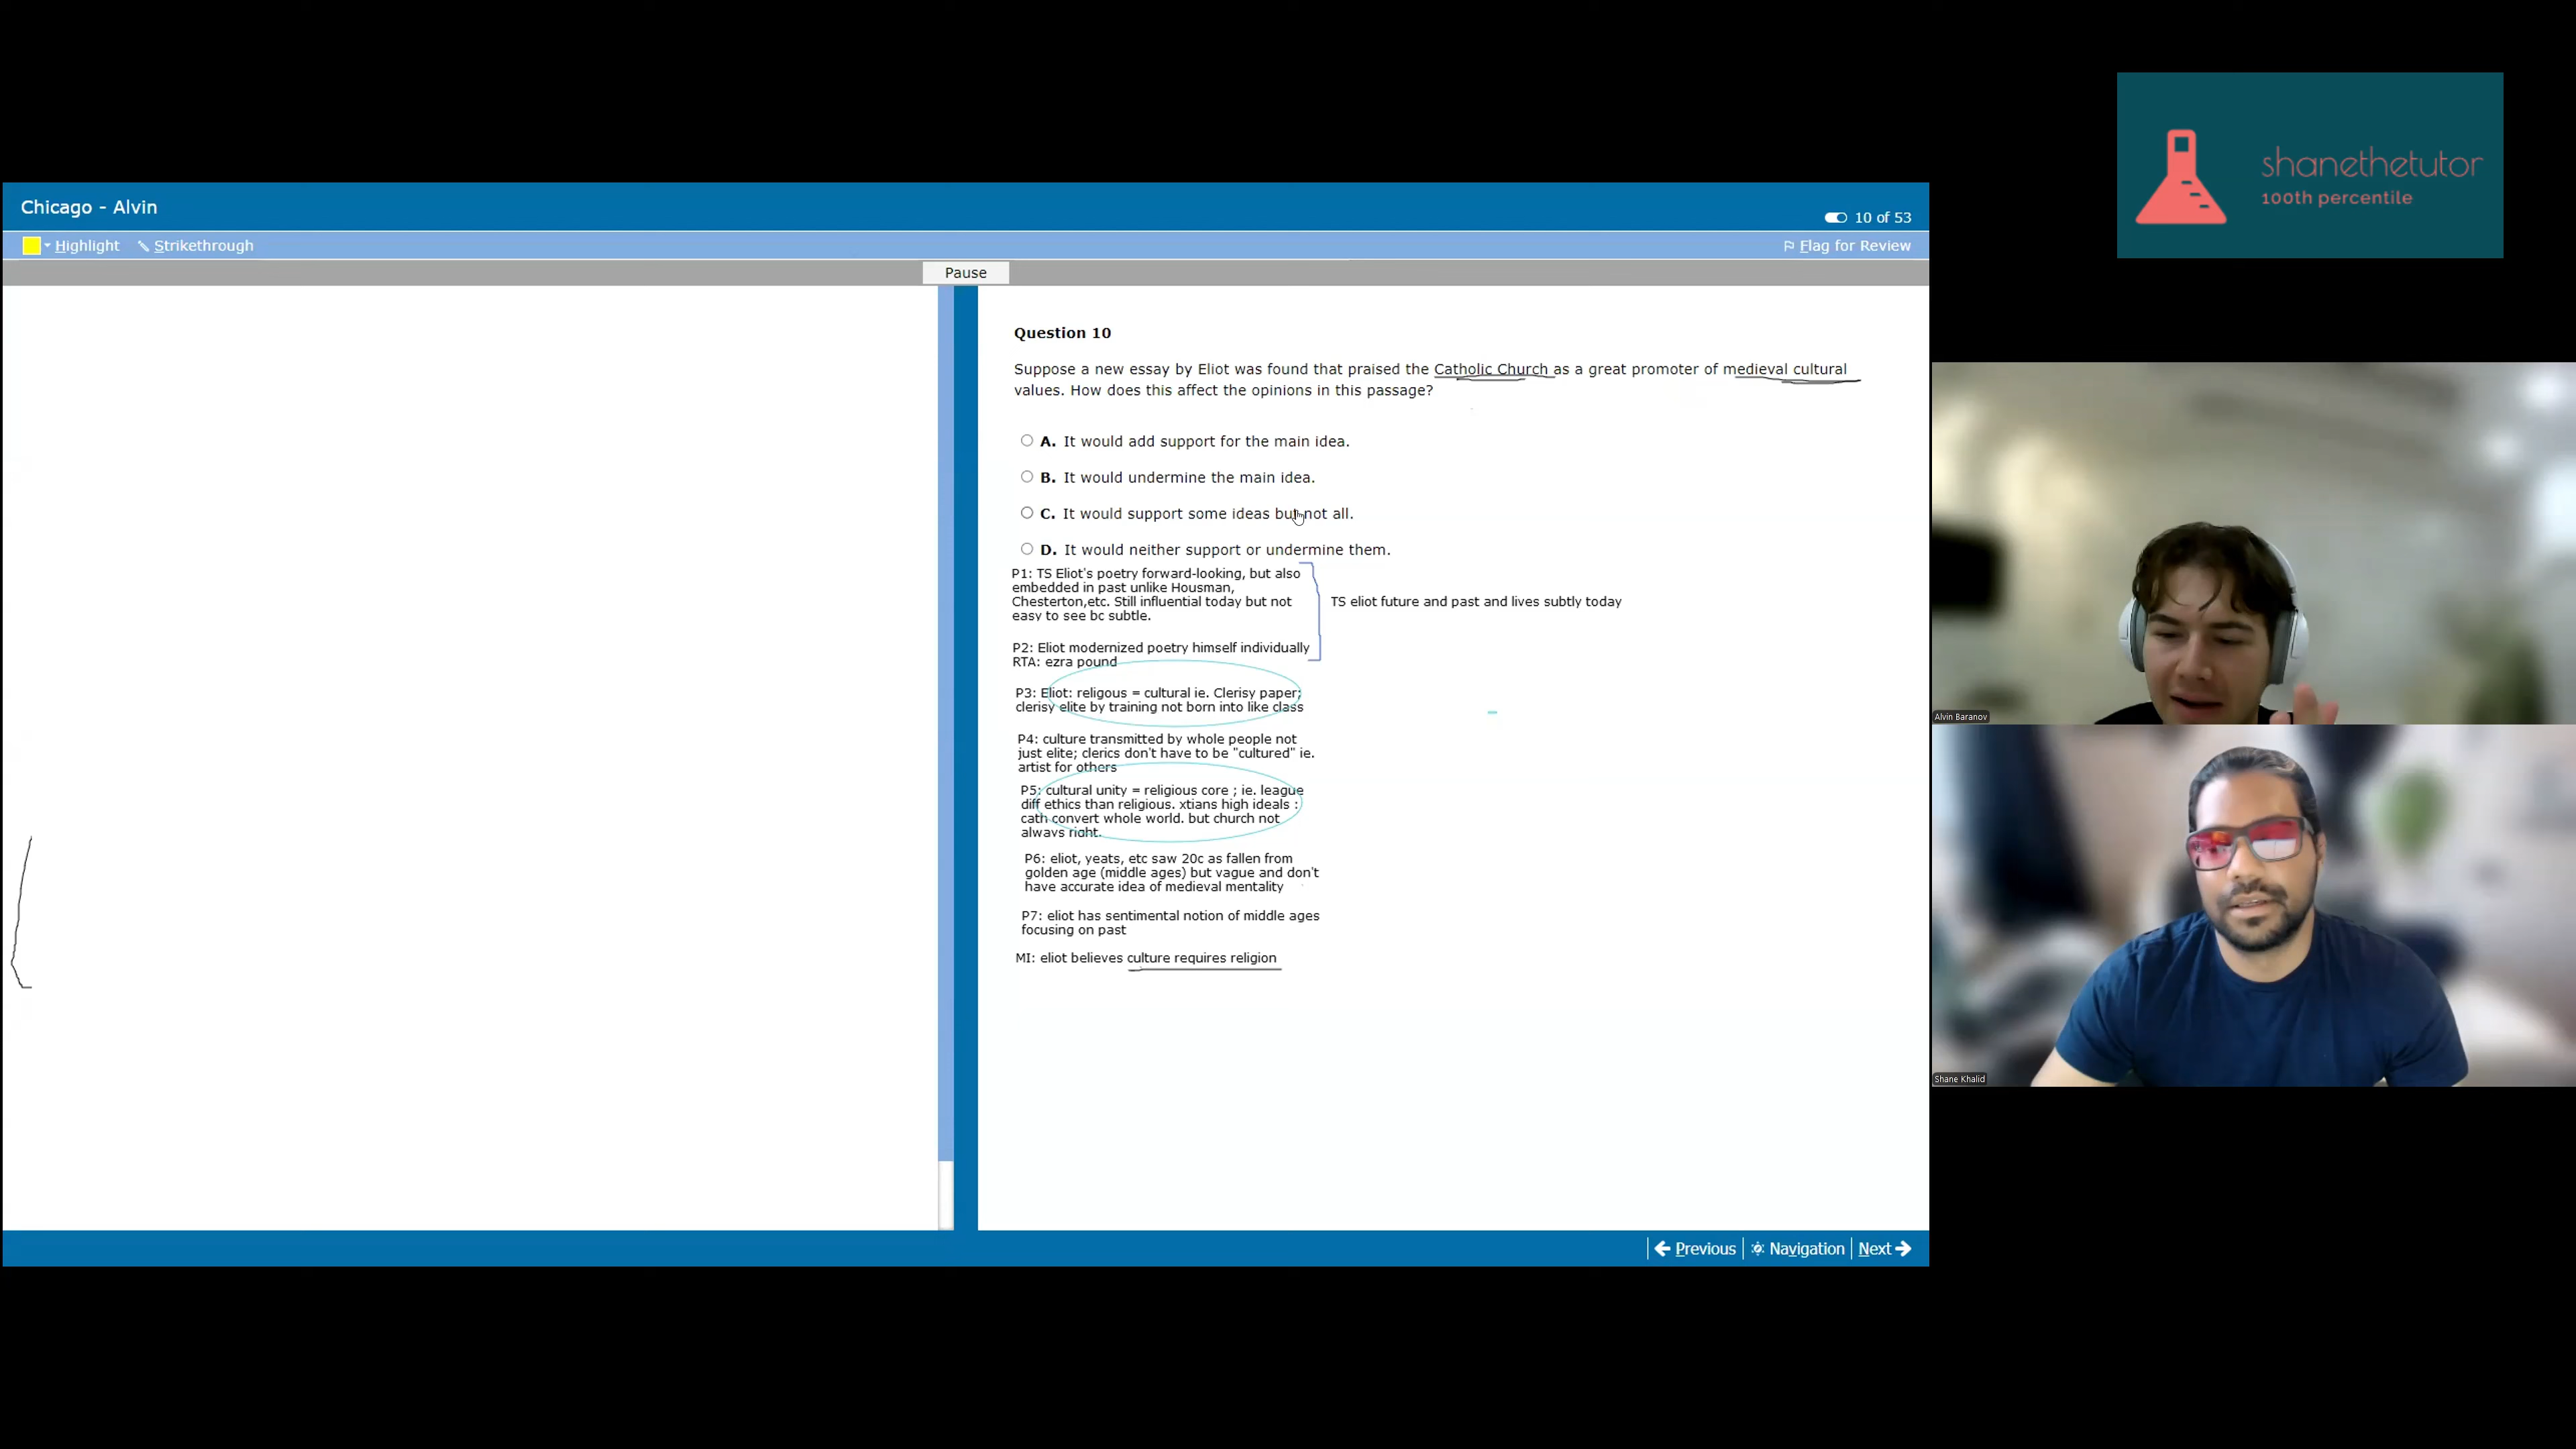 shanethetutor
100th percentile
Chicago - Alvin
10 of 53
Highlight
Strikethrough
Flag for Review
Pause
Question 10
Suppose a new essay by Eliot was found that praised the Catholic Church as a great promoter of medieval cultural
values. How does this affect the opinions in this passage?
A. It would add support for the main idea.
B. It would undermine the main idea.
C. It would support some ideas but not all.
D. It would neither support or undermine them.
P1: TS Eliot's poetry forward-looking, but also
embedded in past unlike Housman,
Chesterton,etc. Still influential today but not
easy to see bc subtle.
TS eliot future and past and lives subtly today
P2: Eliot modernized poetry himself individually
RTA: ezra pound
P3: Eliot: religous = cultural ie. Clerisy paper;
clerisy elite by training not born into like class
P4: culture transmitted by whole people not
just elite; clerics don't have to be "cultured" ie.
artist for others
P5: cultural unity = religious core ; ie. league
diff ethics than religious. xtians high ideals :
cath convert whole world. but church not
always right.
P6: eliot, yeats, etc saw 20c as fallen from
golden age (middle ages) but vague and don't
have accurate idea of medieval mentality
P7: eliot has sentimental notion of middle ages
focusing on past
MI: eliot believes culture requires religion
Previous
Navigation
Next
Alvin Baranov
Shane Khalid